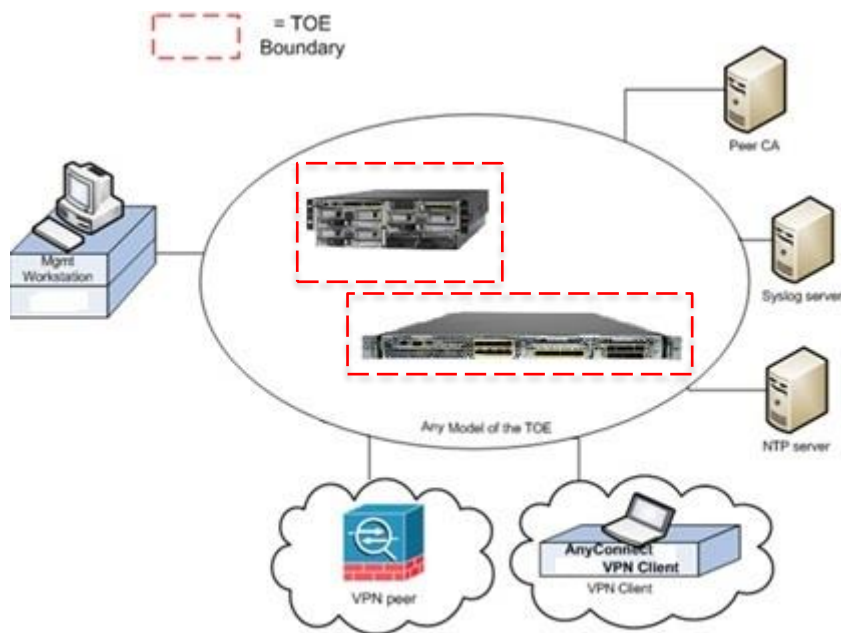 = TOE
Boundary
Peer CA
Mgmt
Workstation
Syslog server
Any Model of the TOE
NTP server
AnyConnect
VPN Client
VPN peer
VPN Client